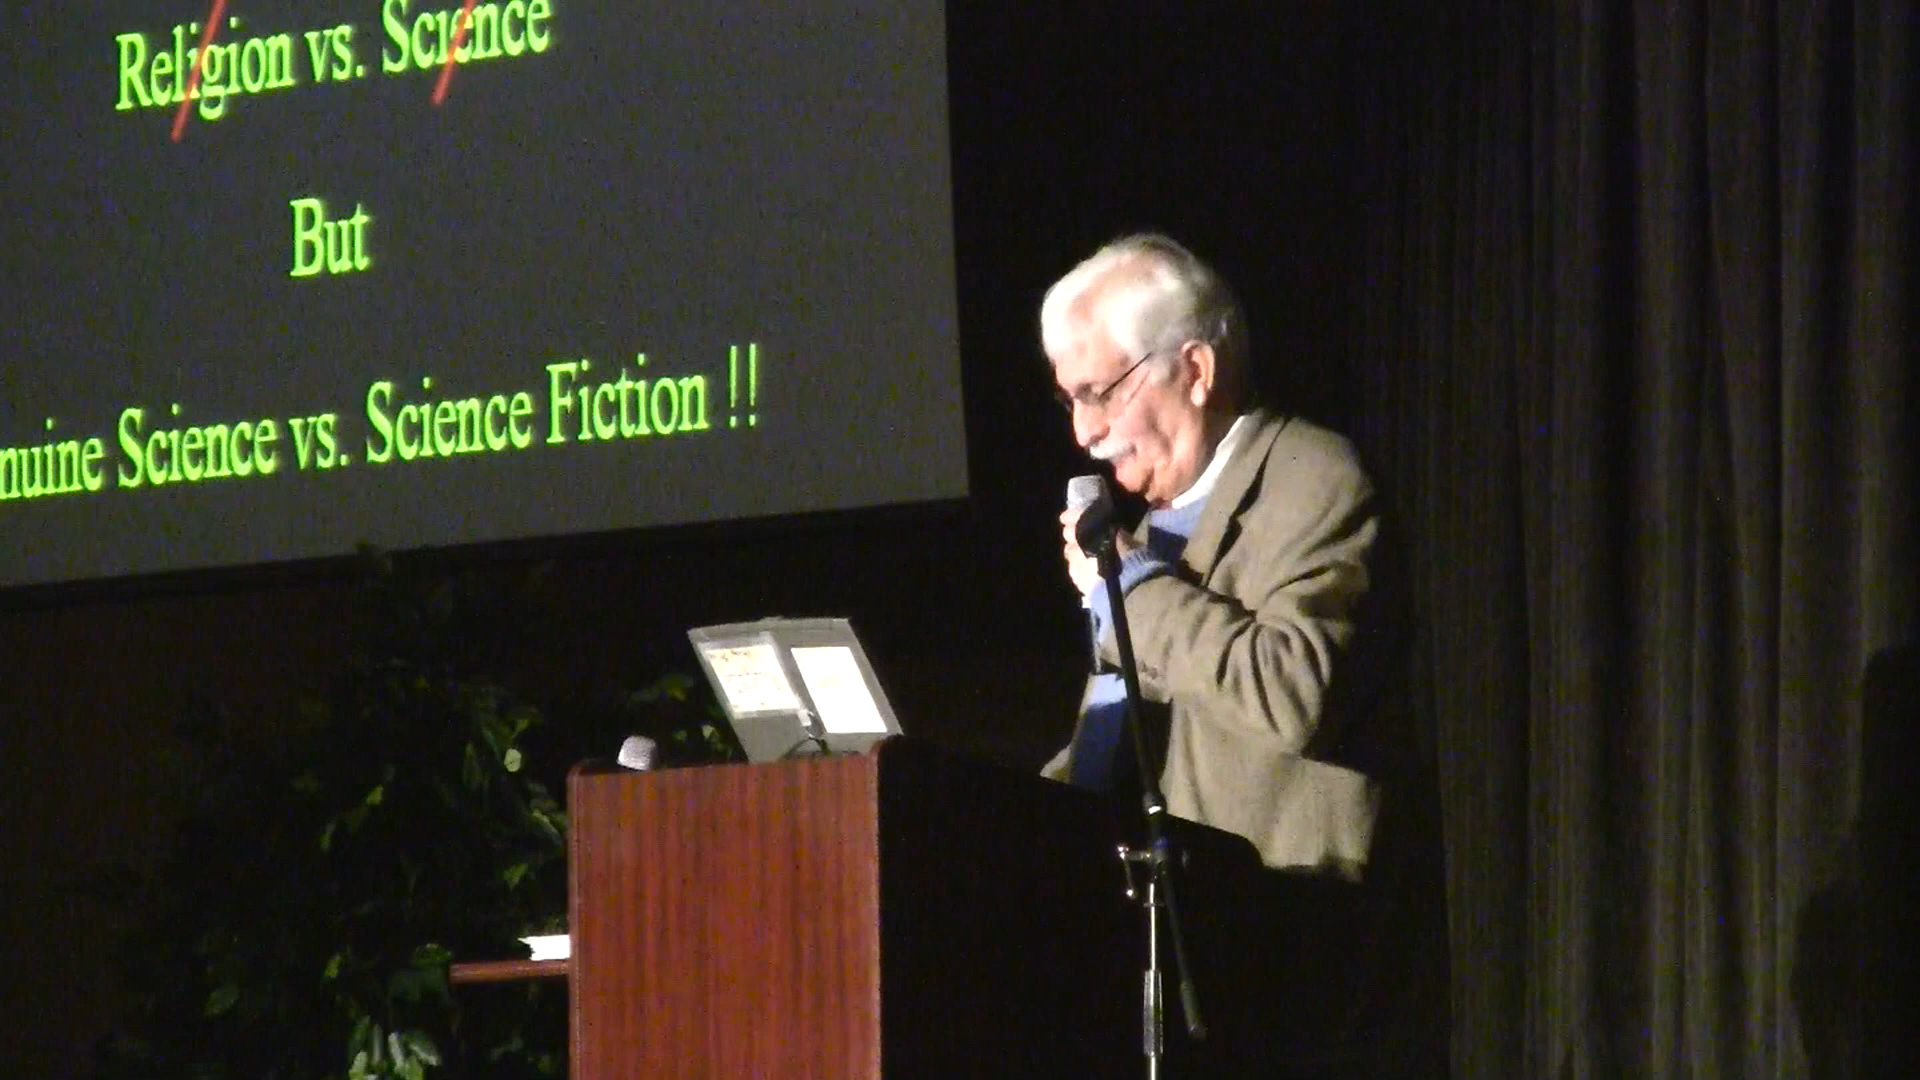 Religion vs. Science
But
nuine Science vs. Science Fiction !!